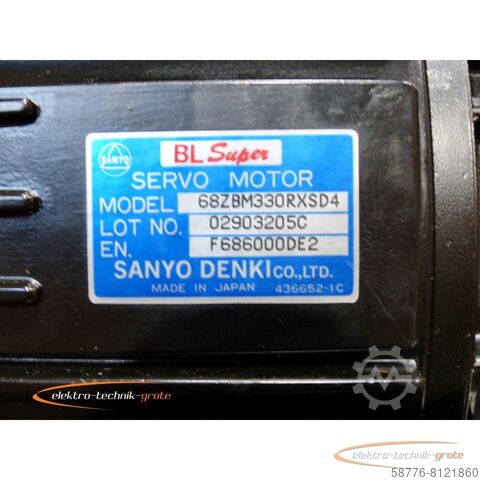 SANYO
BL Super
SERVO MOTOR
MODEL 68ZBM330RXSD4
LOT NO. 02903205C
EN. F686000DE2
SANYO DENKI CO.,LTD.
MADE IN JAPAN 436652-1C
elektro-technik-grote
elektro-technik-grote
58776-8121860